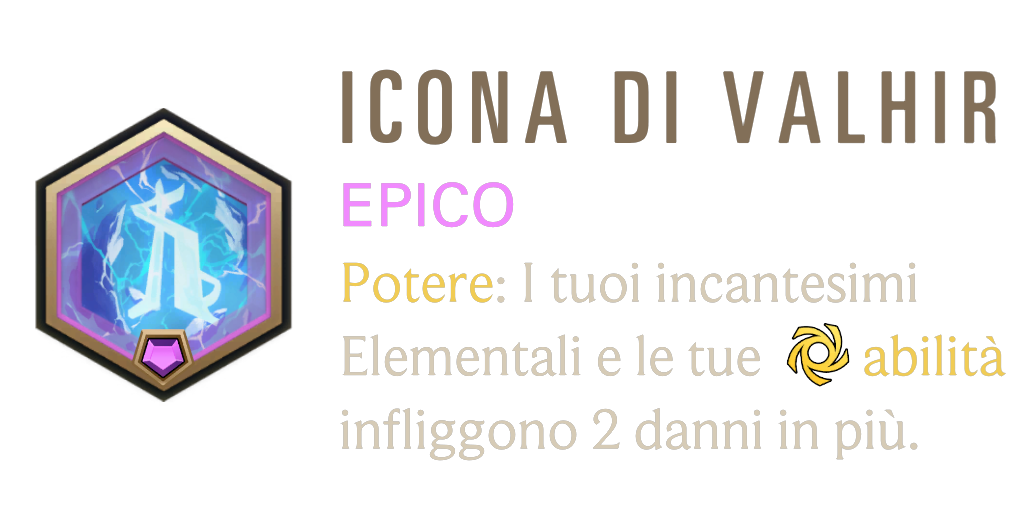 ICONA DI VALHIR
EPICO
Potere: I tuoi incantesimi
Elementali e le tue abilità
infliggono 2 danni in più.